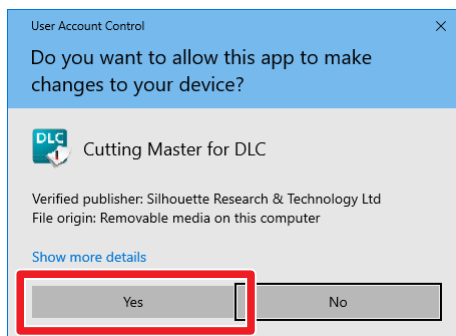 User Account Control
Do you want to allow this app to make
changes to your device?
DLC
Cutting Master for DLC
Verified publisher: Silhouette Research & Technology Ltd
File origin: Removable media on this computer
Show more details
Yes
No